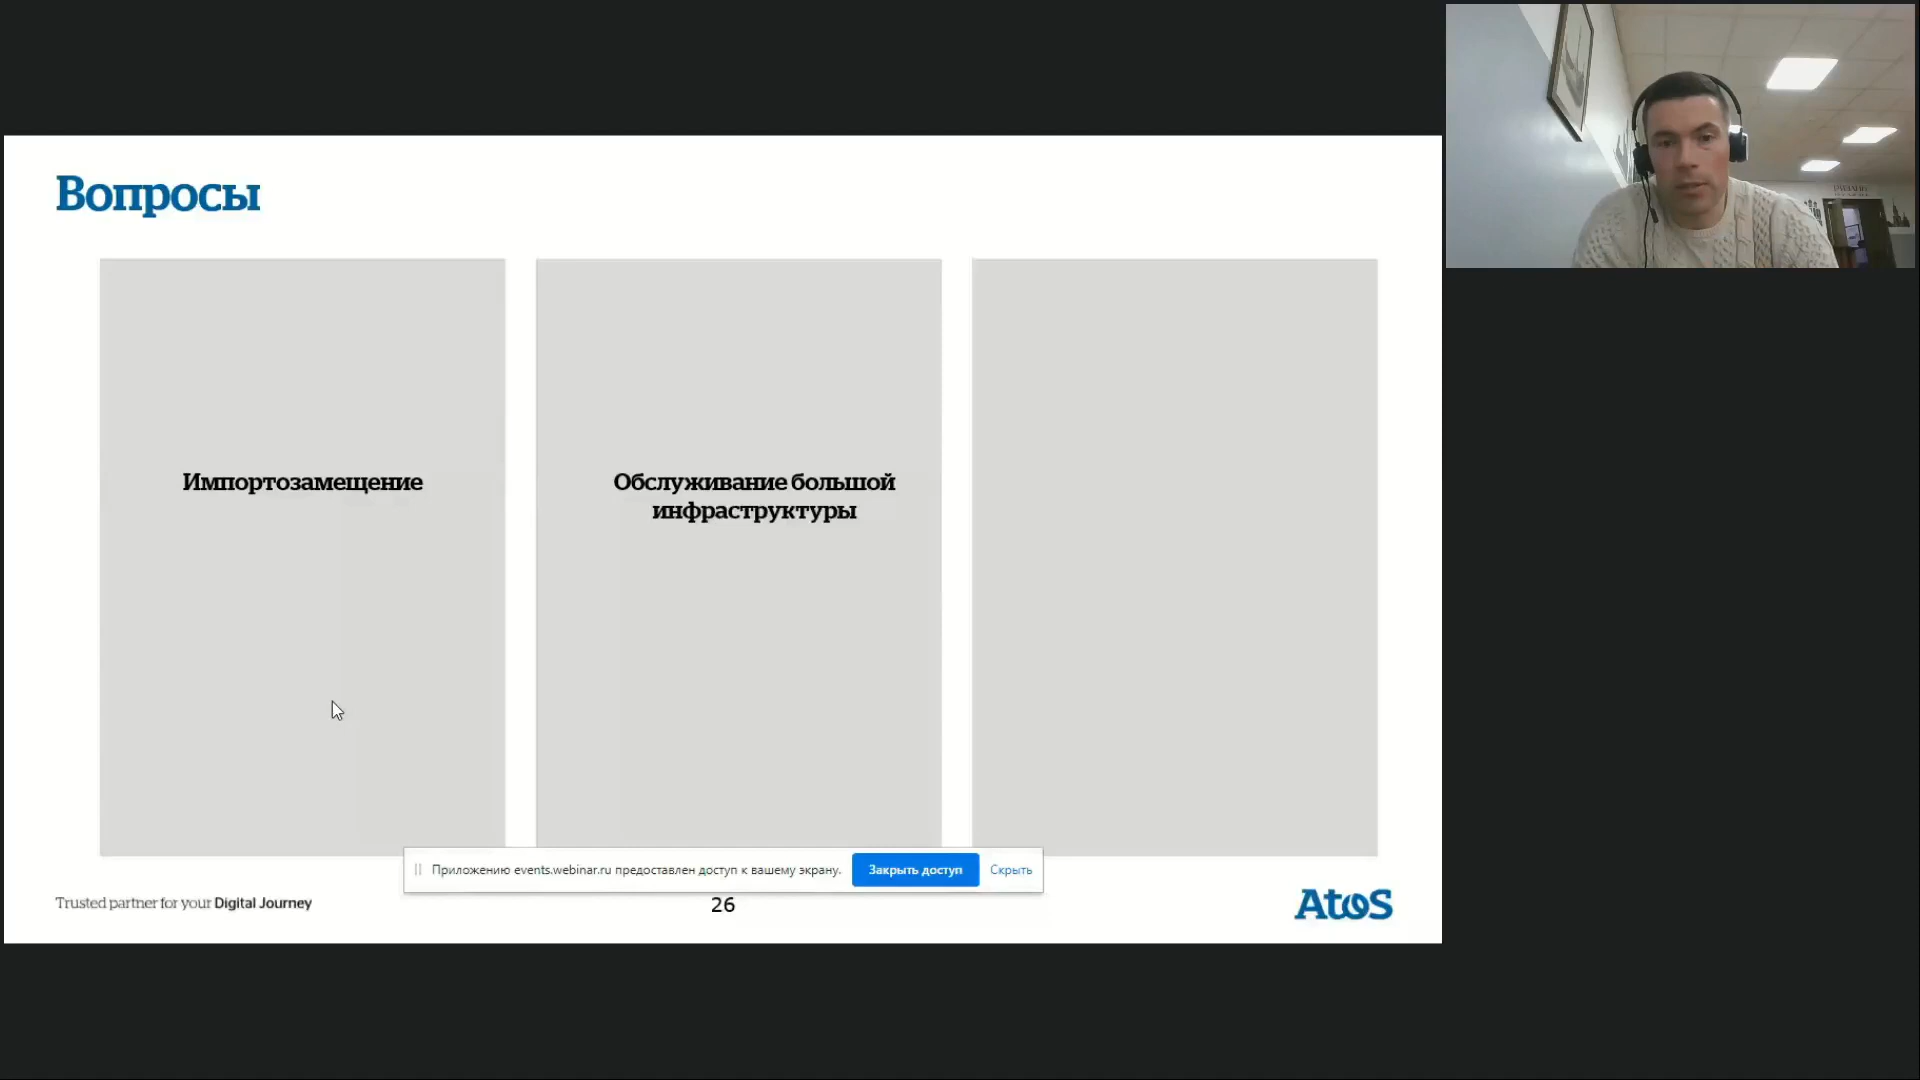 Вопросы
Импортозамещение
Обслуживание большой
инфраструктуры
Приложению events.webinar.ru предоставлен доступ к вашему экрану.
Закрыть доступ
Скрыть
Trusted partner for your Digital Journey
26
Atos